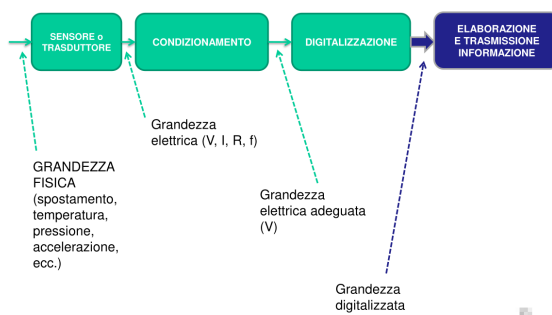 SENSORE o
TRASDUTTORE
CONDIZIONAMENTO
DIGITALIZZAZIONE
ELABORAZIONE
E TRASMISSIONE
INFORMAZIONE
Grandezza
elettrica (V, I, R, f)
GRANDEZZA
FISICA
(spostamento,
temperatura,
pressione,
accelerazione,
ecc.)
Grandezza
elettrica adeguata
(V)
Grandezza
digitalizzata